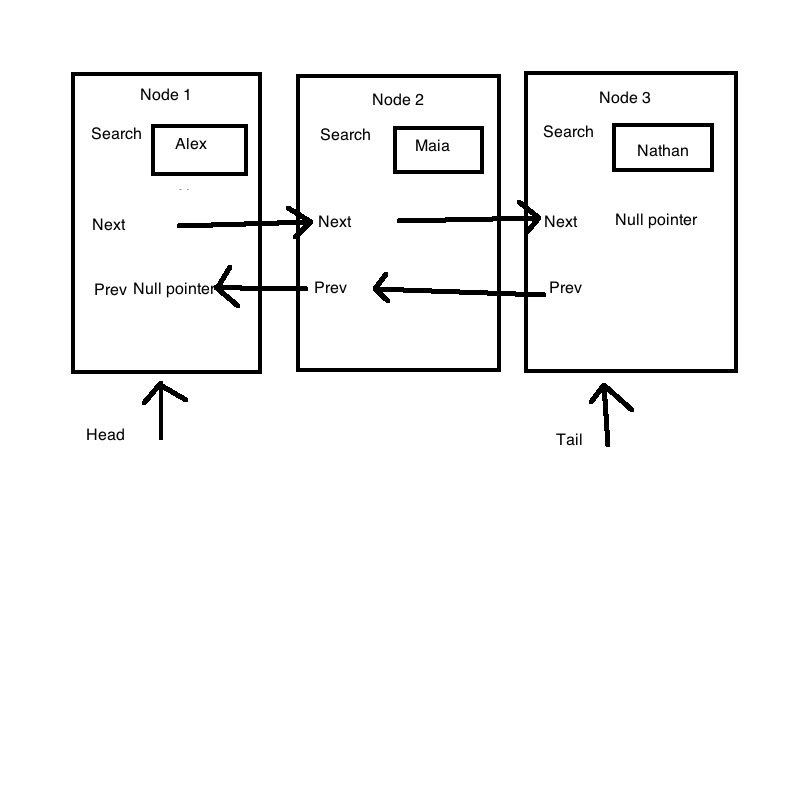 Node 1
Search
Alex
Next
Prev Null pointer
Head
Node 2
Search
Maia
Next
Prev
Node 3
Search
Nathan
Next
Null pointer
Prev
Tail